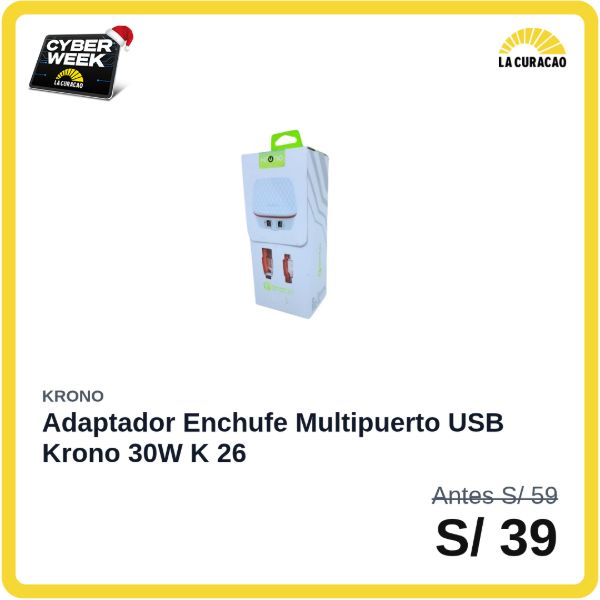 CYBER
WEEK
LA CURACAO
LA CURACAO
KRONO
Adaptador Enchufe Multipuerto USB
Krono 30W K 26
Antes S/ 59
S/ 39